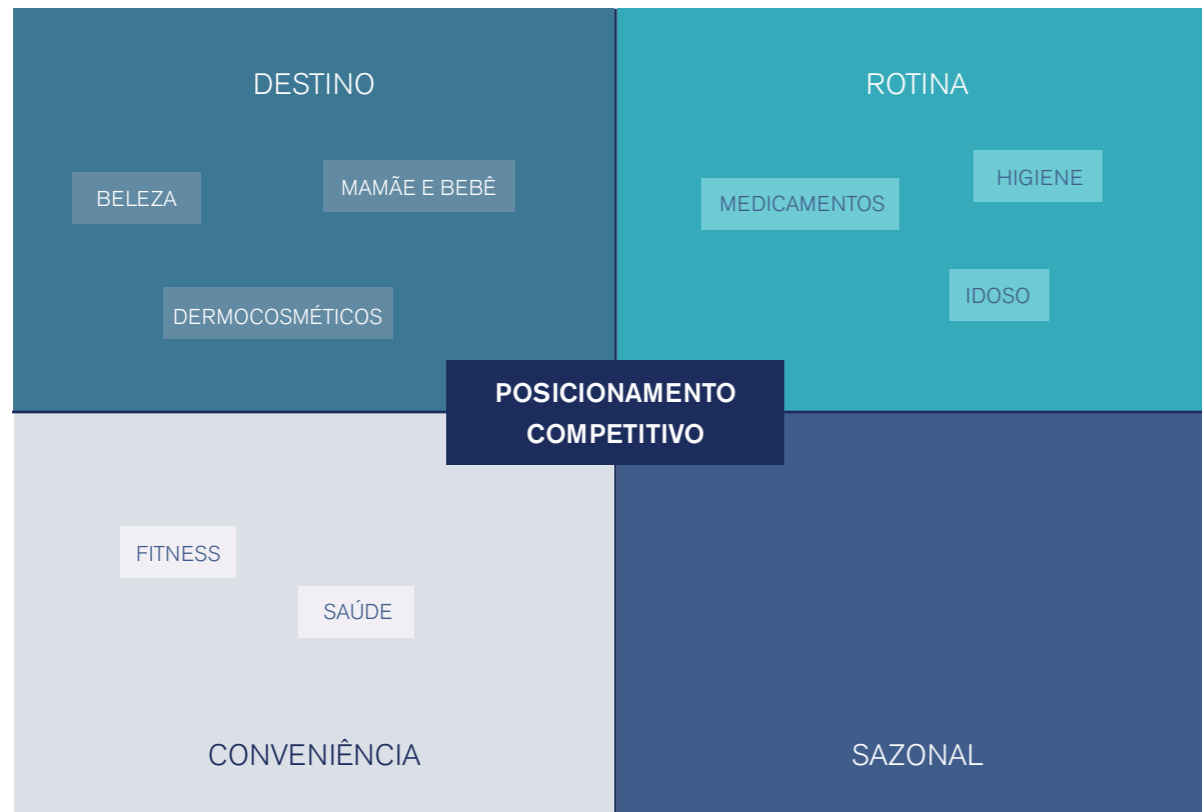 DESTINO
BELEZA
MAMÃE E BEBÊ
DERMOCOSMÉTICOS
ROTINA
MEDICAMENTOS
HIGIENE
IDOSO
POSICIONAMENTO
COMPETITIVO
FITNESS
SAÚDE
CONVENIÊNCIA
SAZONAL